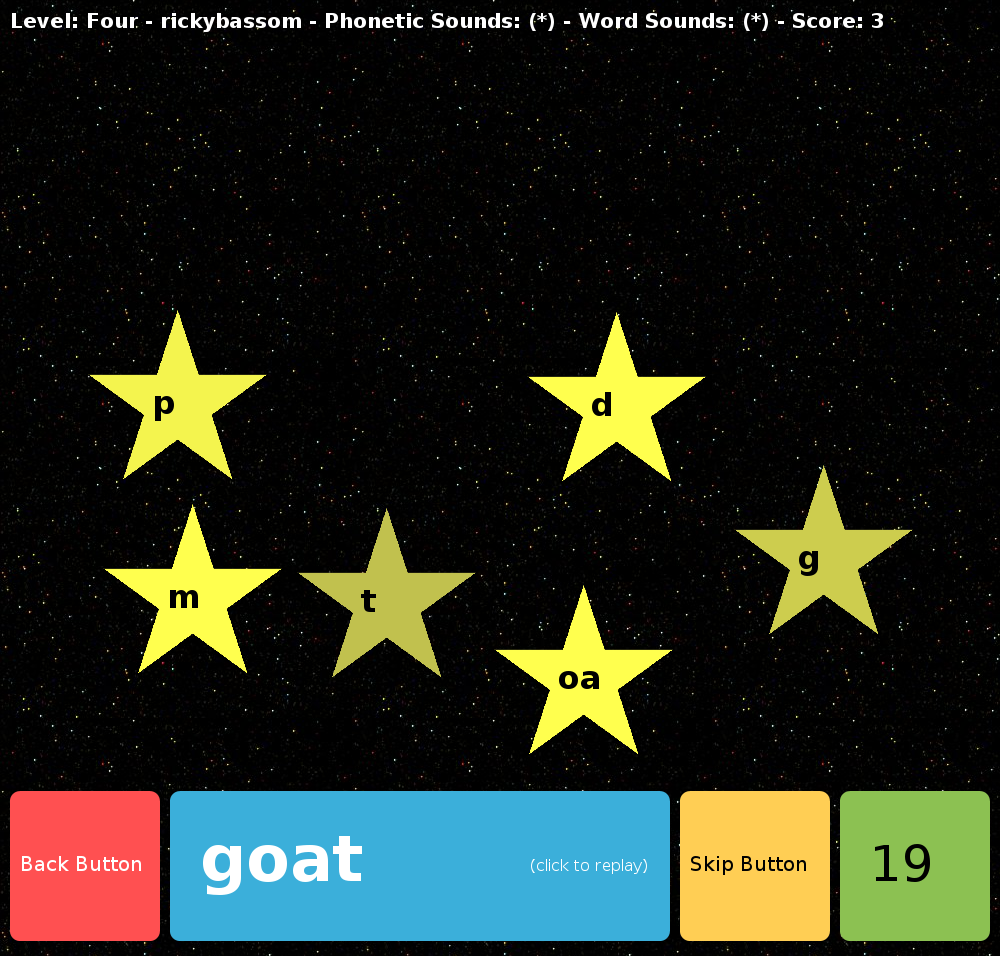 Level: Four - rickybassom - Phonetic Sounds: (*) - Word Sounds: (*) - Score: 3
p
d
g
m
t
oa
Back Button
goat
(click to replay)
Skip Button
19